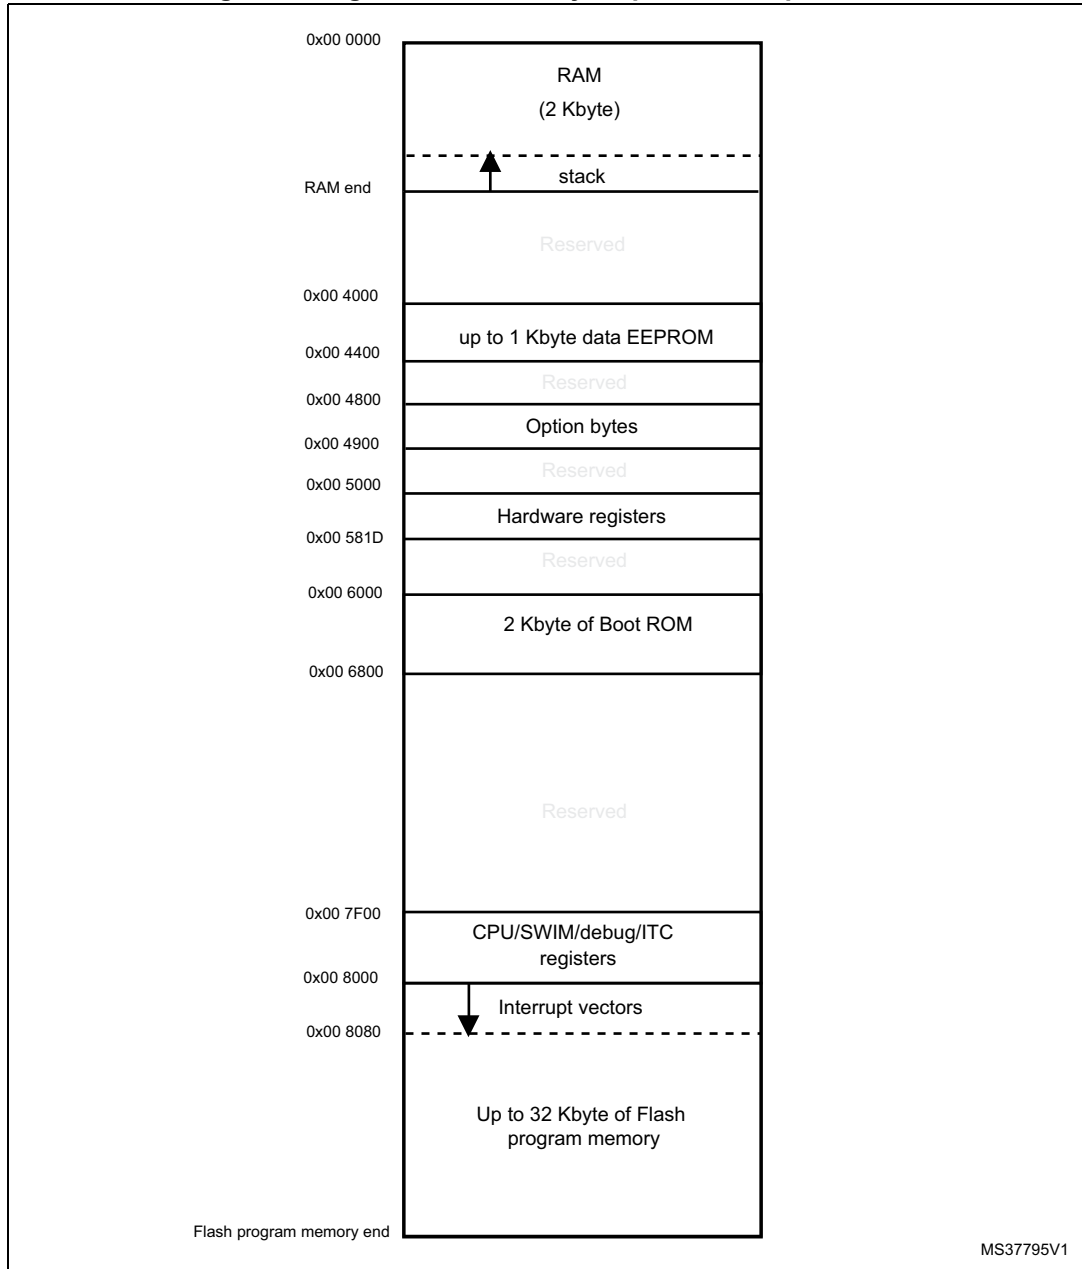 0x00 0000
RAM
(2 Kbyte)
stack
RAM end
Reserved
0x00 4000
up to 1 Kbyte data EEPROM
0x00 4400
Reserved
0x00 4800
Option bytes
0x00 4900
Reserved
0x00 5000
Hardware registers
0x00 581D
Reserved
0x00 6000
2 Kbyte of Boot ROM
0x00 6800
Reserved
0x00 7F00
CPU/SWIM/debug/ITC
registers
0x00 8000
Interrupt vectors
0x00 8080
Up to 32 Kbyte of Flash
program memory
Flash program memory end
MS37795V1